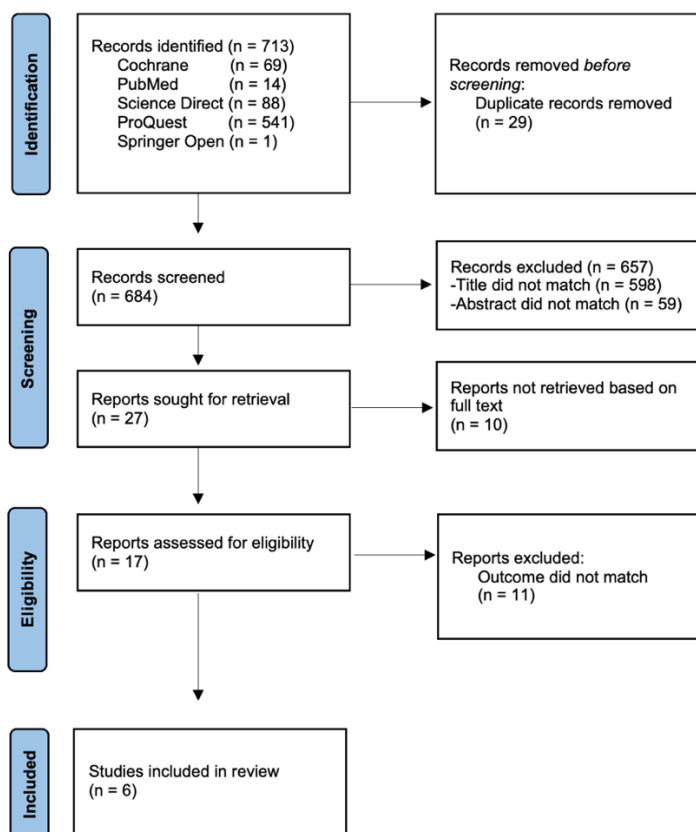 Identification
Records identified (n = 713)
Cochrane (n = 69)
PubMed (n = 14)
Science Direct (n = 88)
ProQuest (n = 541)
Springer Open (n = 1)
Records removed before
screening:
Duplicate records removed
(n = 29)
Screening
Records screened
(n = 684)
Records excluded (n = 657)
-Title did not match (n = 598)
-Abstract did not match (n = 59)
Reports sought for retrieval
(n = 27)
Reports not retrieved based on
full text
(n = 10)
Eligibility
Reports assessed for eligibility
(n = 17)
Reports excluded:
Outcome did not match
(n = 11)
Included
Studies included in review
(n = 6)